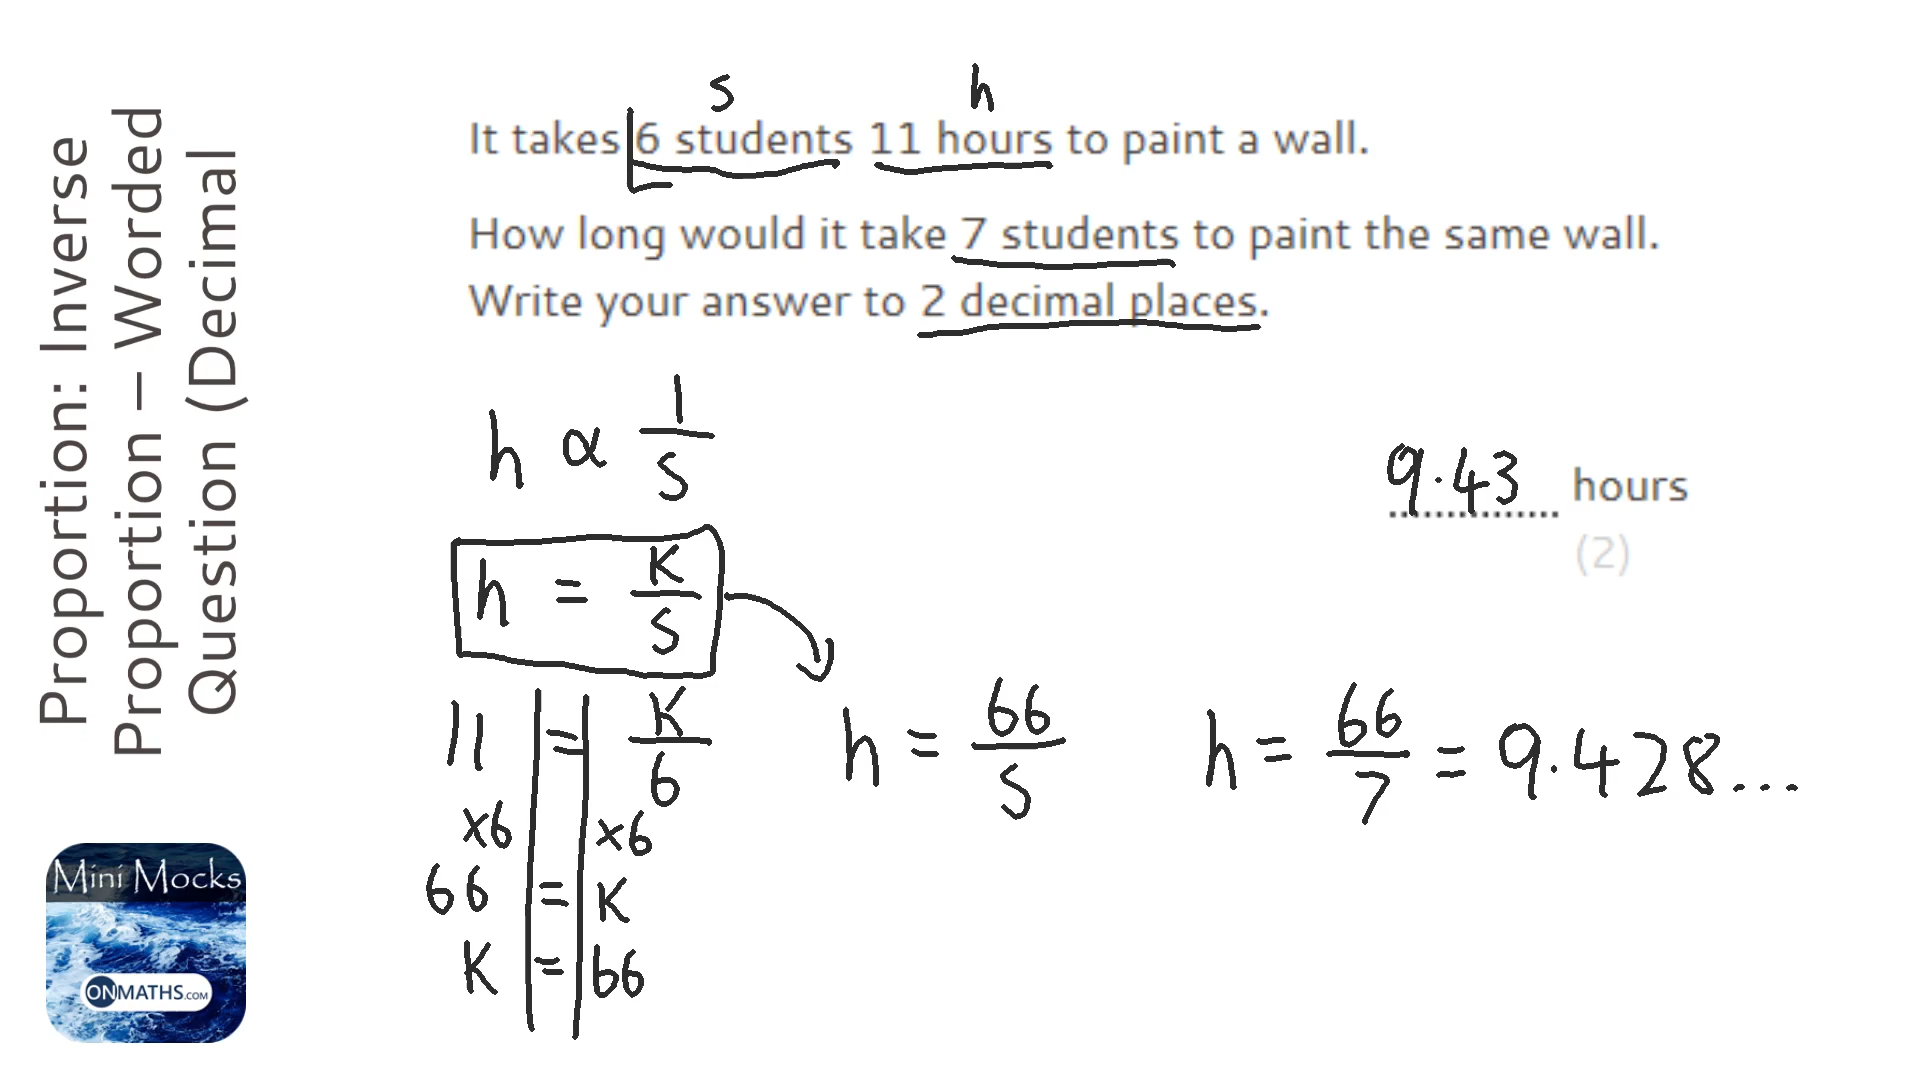 Proportion: Inverse
Proportion – Worded
Question (Decimal
s h
It takes 6 students 11 hours to paint a wall.
How long would it take 7 students to paint the same wall.
Write your answer to 2 decimal places.
h ∝ 1/s
9.43 hours
(2)
h = K/s
11 = K/6
h = 66/s
h = 66/7 = 9.428...
×6 ×6
66 = K
K = 66
Mini Mocks
ONMATHS.COM